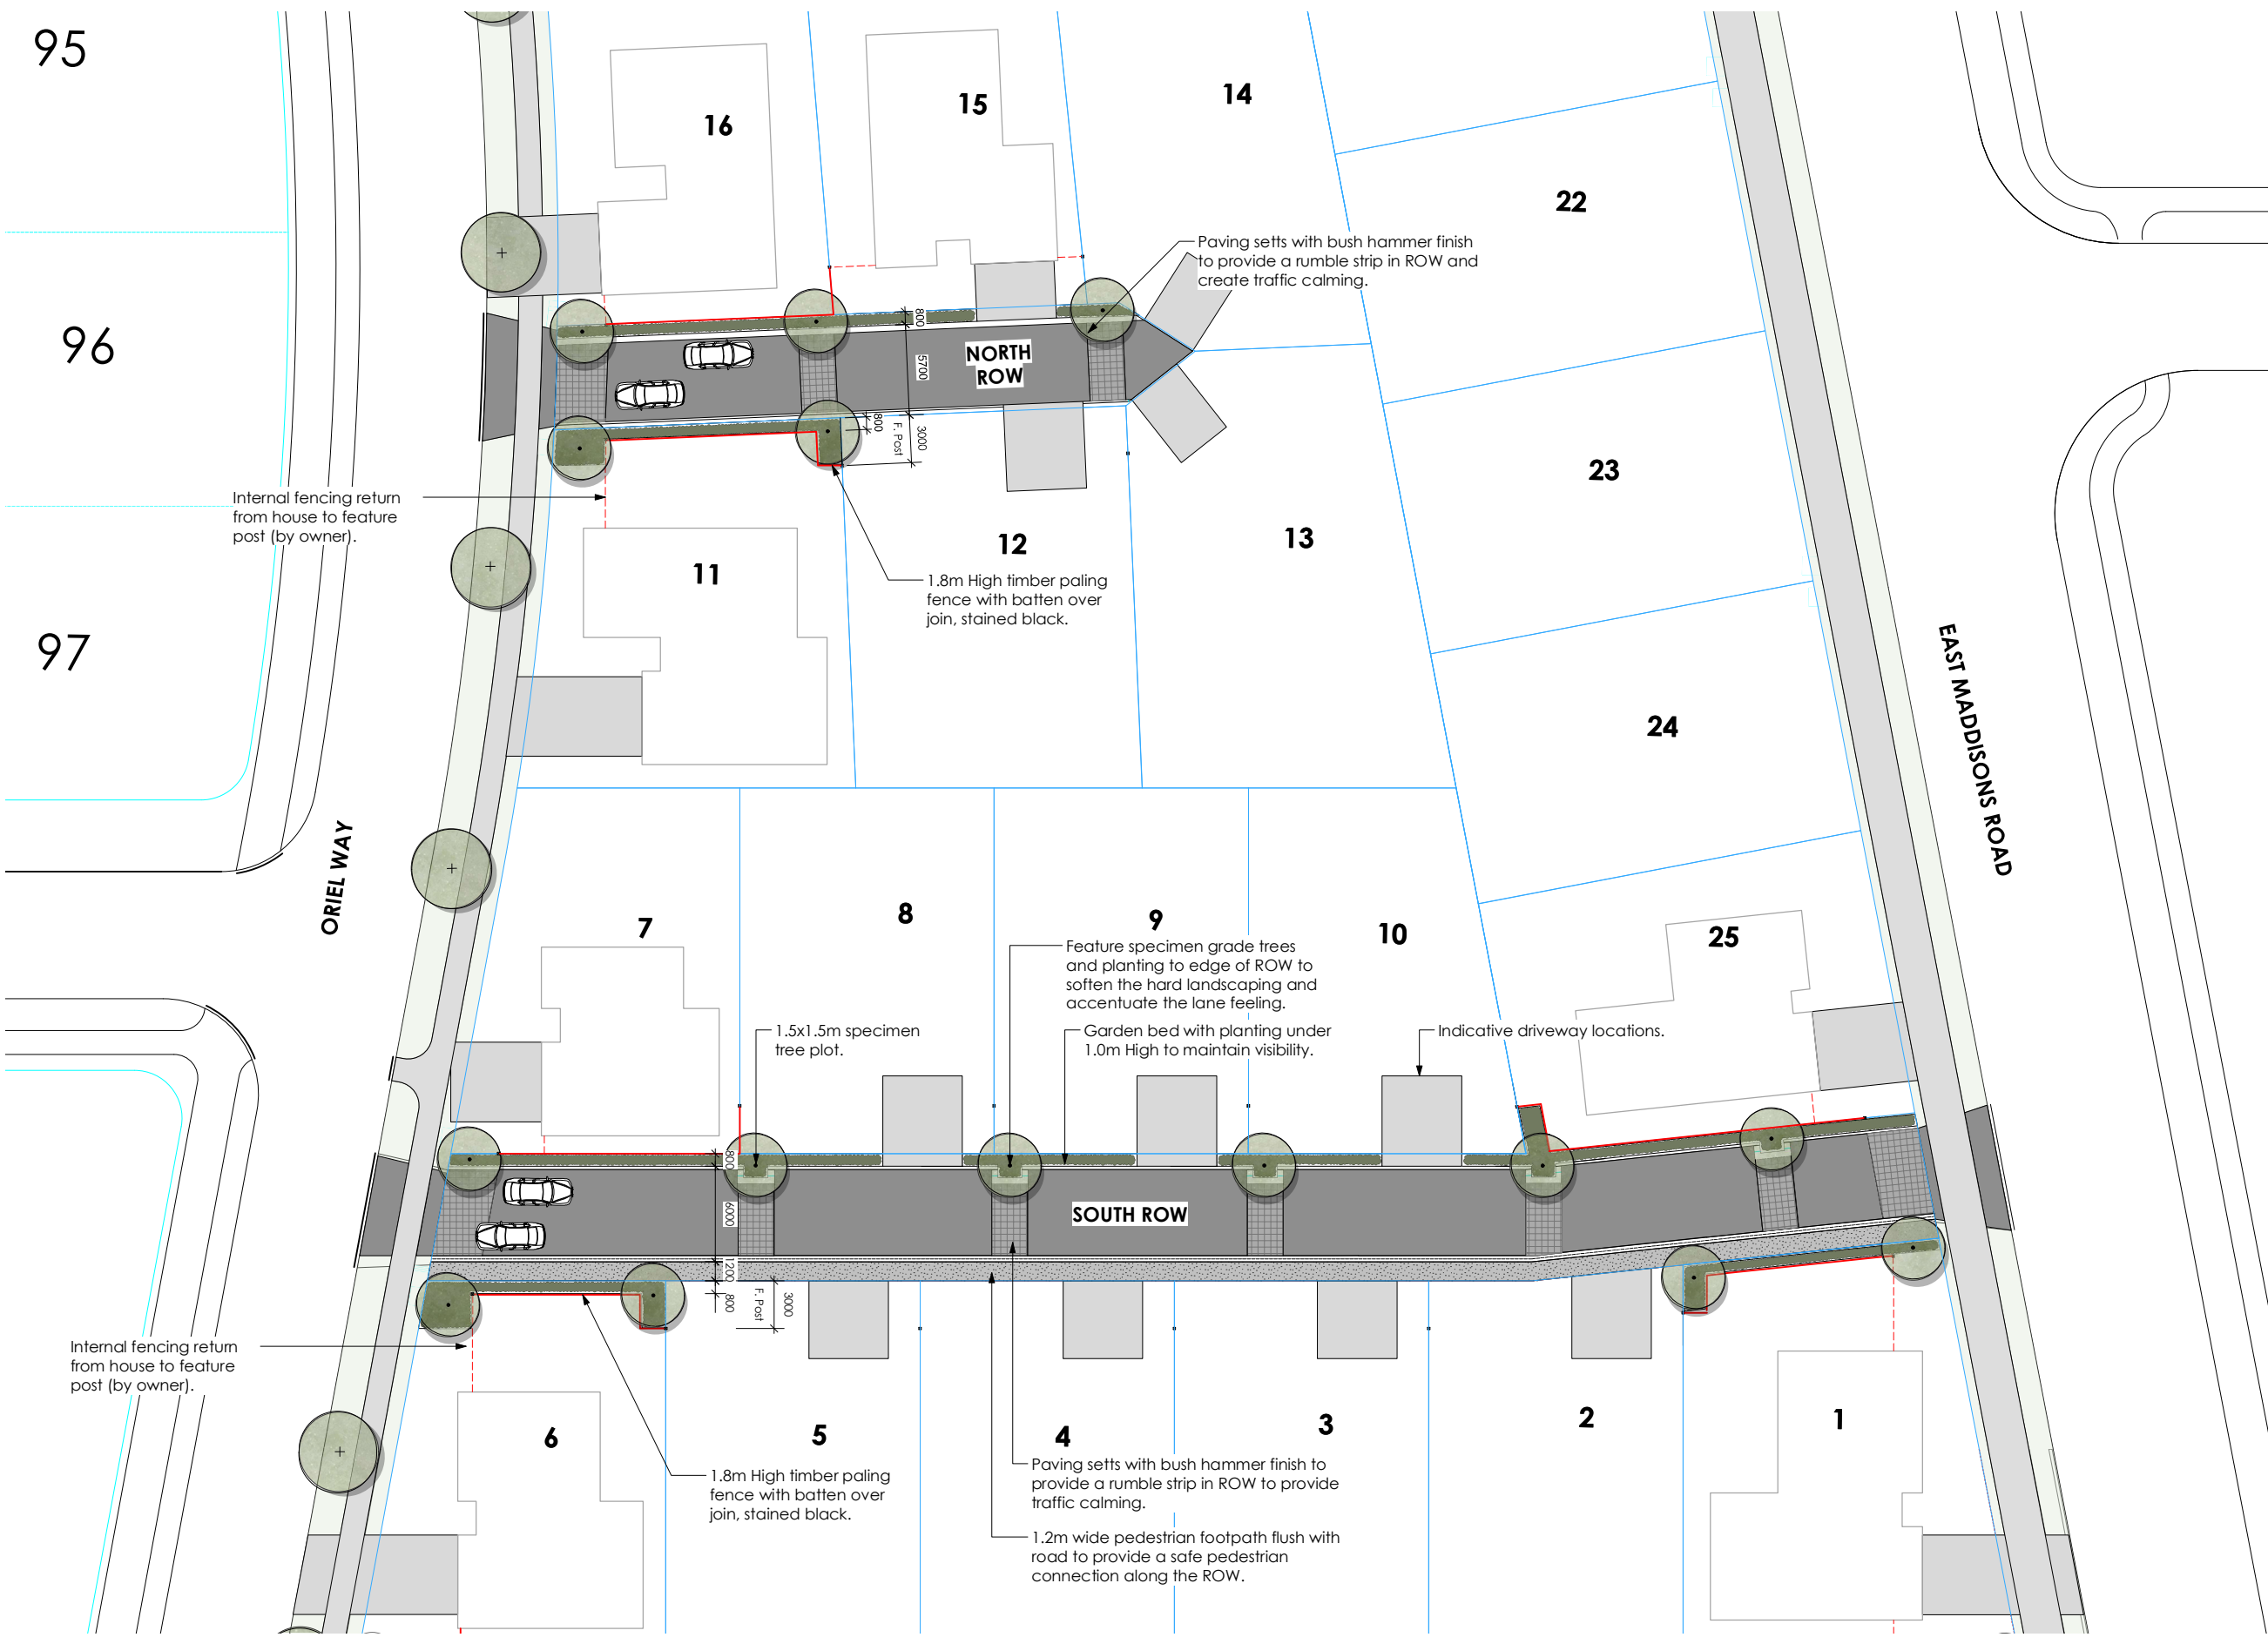 95
16
15
14
22
Paving setts with bush hammer finish
to provide a rumble strip in ROW and
create traffic calming.
96
NORTH
ROW
800
5700
800
F. Post
3000
Internal fencing return
from house to feature
post (by owner).
23
11
12
13
1.8m High timber paling
fence with batten over
join, stained black.
97
24
EAST MADDISONS ROAD
ORIEL WAY
7
8
9
10
25
Feature specimen grade trees
and planting to edge of ROW to
soften the hard landscaping and
accentuate the lane feeling.
1.5x1.5m specimen
tree plot.
Garden bed with planting under
1.0m High to maintain visibility.
Indicative driveway locations.
800
6000
SOUTH ROW
1200
800
F. Post
3000
Internal fencing return
from house to feature
post (by owner).
6
5
4
3
2
1
1.8m High timber paling
fence with batten over
join, stained black.
Paving setts with bush hammer finish to
provide a rumble strip in ROW to provide
traffic calming.
1.2m wide pedestrian footpath flush with
road to provide a safe pedestrian
connection along the ROW.